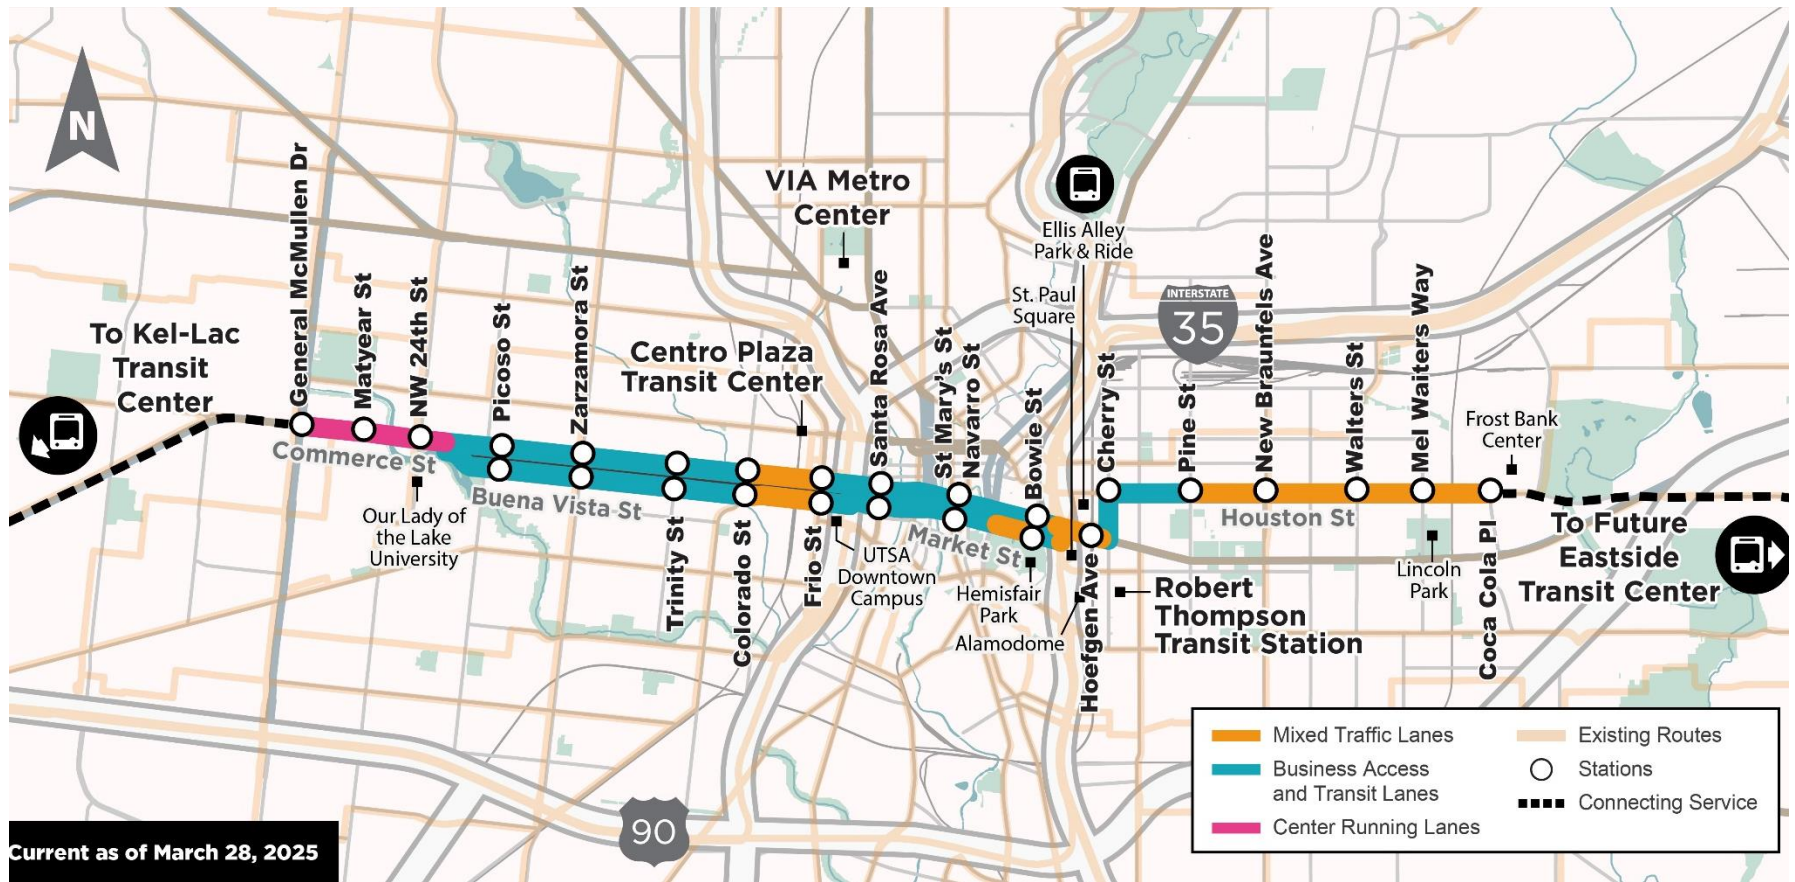 N
VIA Metro
Center
Ellis Alley
Park & Ride
St. Paul
Square
INTERSTATE
35
To Kel-Lac
Transit
Center
General McMullen Dr
Matyear St
NW 24th St
Picoso St
Zarzamora St
Centro Plaza
Transit Center
Santa Rosa Ave
St Mary's St
Navarro St
Bowie St
Cherry St
Pine St
New Braunfels Ave
Walters St
Mel Waiters Way
Frost Bank
Center
Commerce St
Buena Vista St
Market St
Houston St
Our Lady of
the Lake
University
Trinity St
Colorado St
Frio St
UTSA
Downtown
Campus
Hemisfair
Park
Alamodome
Hoefgen Ave
Robert
Thompson
Transit Station
Lincoln
Park
Coca Cola Pl
To Future
Eastside
Transit Center
90
Mixed Traffic Lanes
Business Access
and Transit Lanes
Center Running Lanes
Existing Routes
Stations
Connecting Service
Current as of March 28, 2025